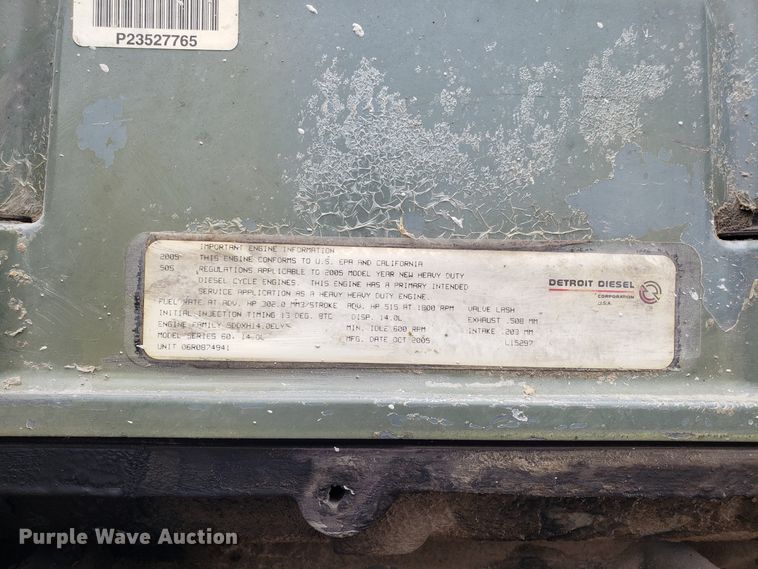 P23527765
IMPORTANT ENGINE INFORMATION
2005 THIS ENGINE CONFORMS TO U.S. EPA AND CALIFORNIA
50S REGULATIONS APPLICABLE TO 2005 MODEL YEAR NEW HEAVY DUTY
DIESEL CYCLE ENGINES. THIS ENGINE HAS A PRIMARY INTENDED
SERVICE APPLICATION AS A HEAVY HEAVY DUTY ENGINE.
FUEL RATE AT ADV. HP 302.0 MM3/STROKE ADV. HP 515 AT 1800 RPM VALVE LASH
INITIAL INJECTION TIMING 13 DEG. BTC DISP. 14.0L EXHAUST .508 MM
ENGINE FAMILY 5DDXH14.0ELY MIN. IDLE 600 RPM INTAKE .203 MM
MODEL SERIES 60, 14.0L MFG. DATE OCT 2005 L15297
UNIT 06R0874941
DETROIT DIESEL
CORPORATION
U.S.A.
Purple Wave Auction